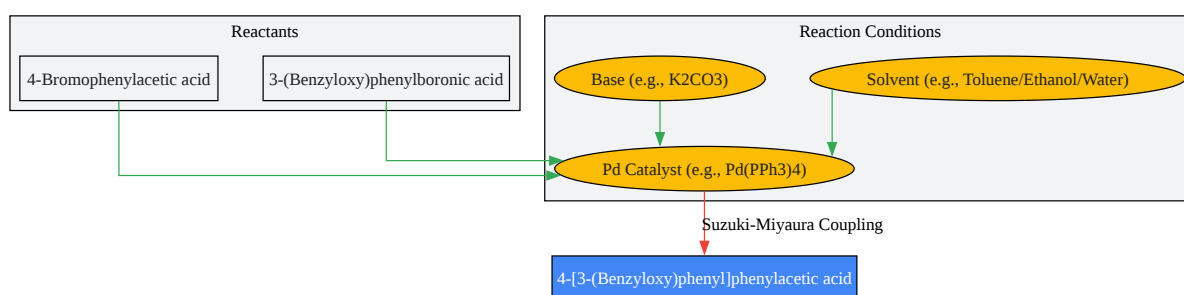 Reactants
4-Bromophenylacetic acid
3-(Benzyloxy)phenylboronic acid
Reaction Conditions
Base (e.g., K2CO3)
Solvent (e.g., Toluene/Ethanol/Water)
Pd Catalyst (e.g., Pd(PPh3)4)
Suzuki-Miyaura Coupling
4-[3-(Benzyloxy)phenyl]phenylacetic acid